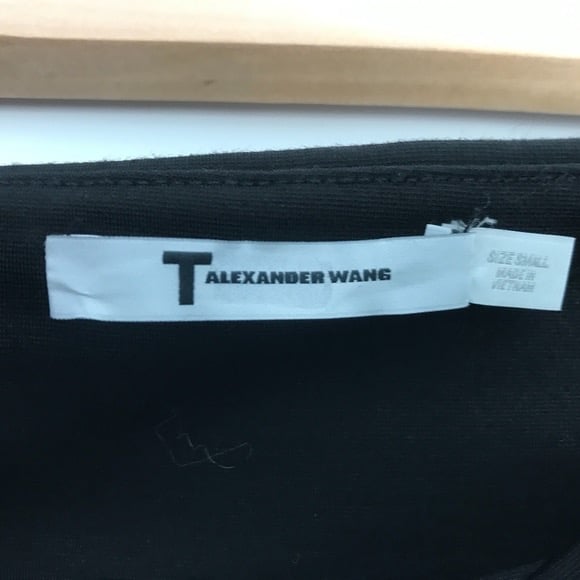 T ALEXANDER WANG
SIZE SMALL
MADE IN
VIETNAM